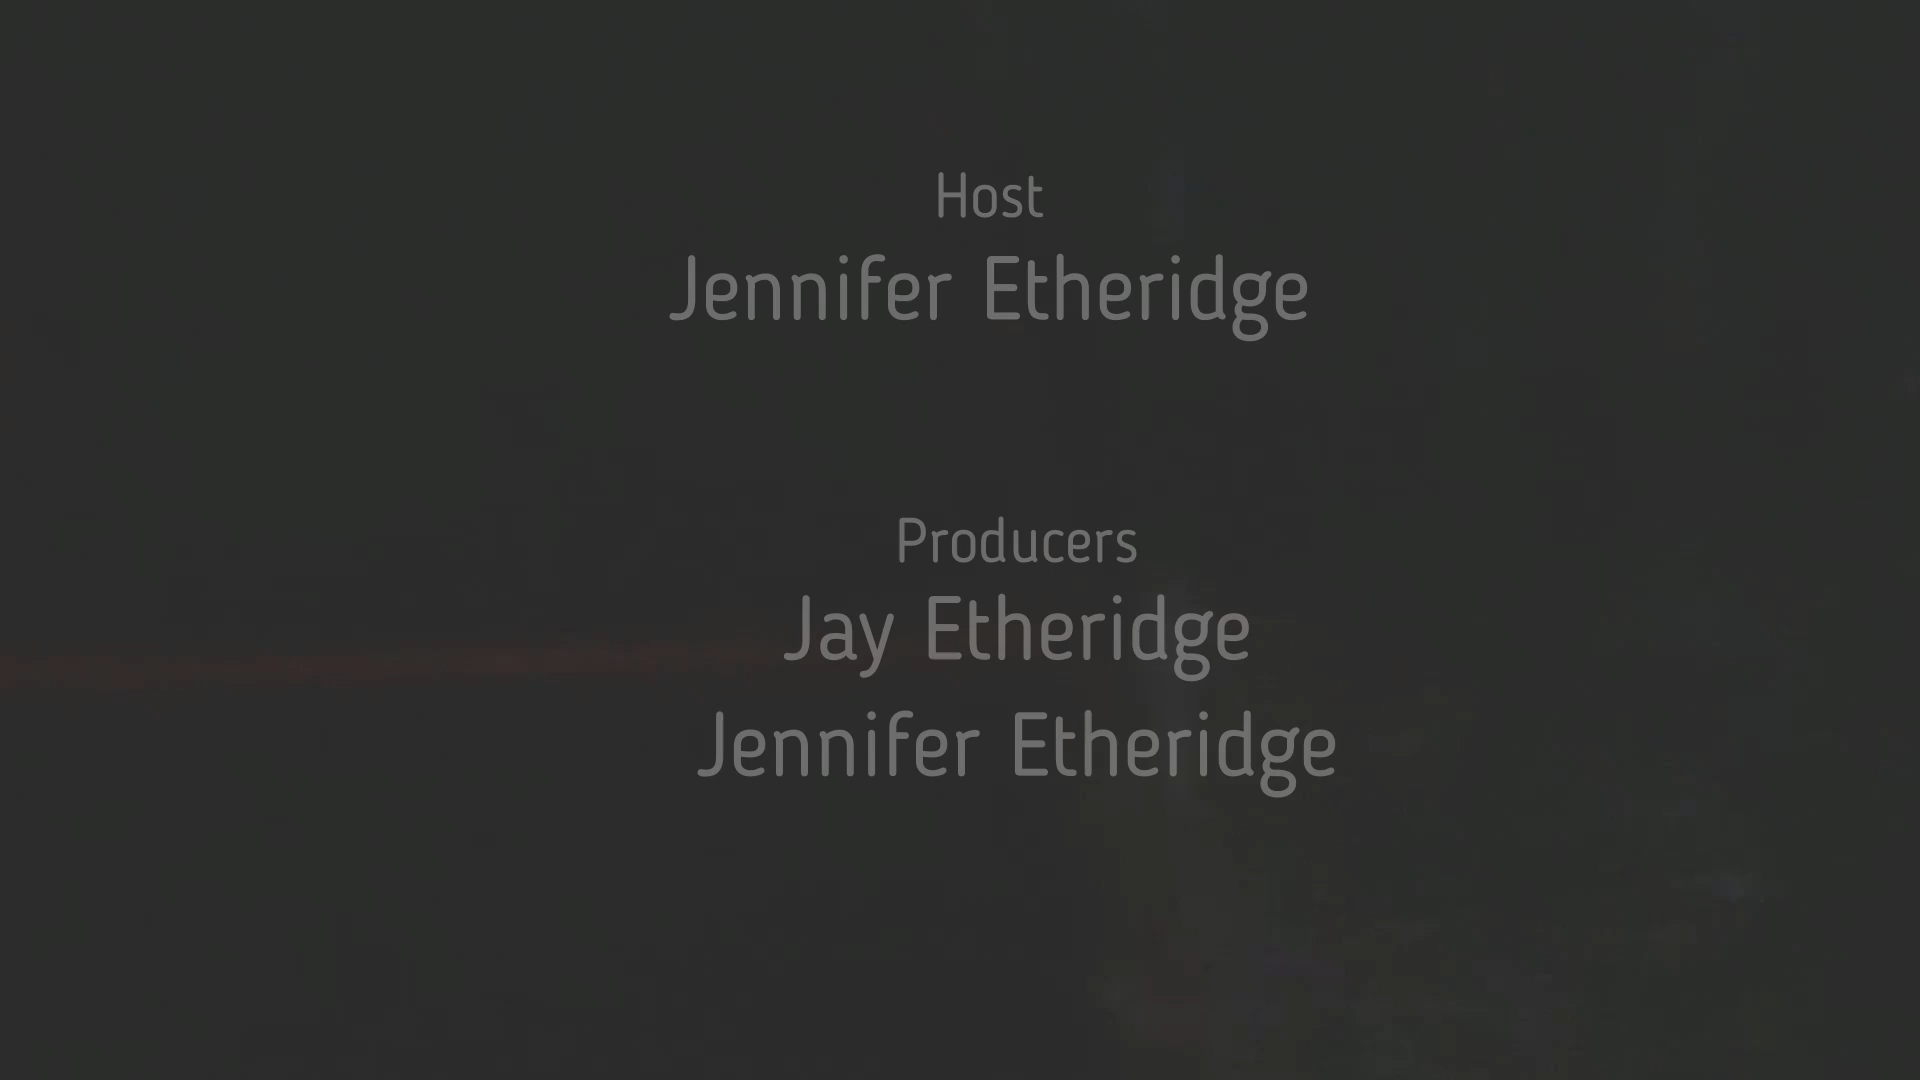 Host
Jennifer Etheridge
Producers
Jay Etheridge
Jennifer Etheridge